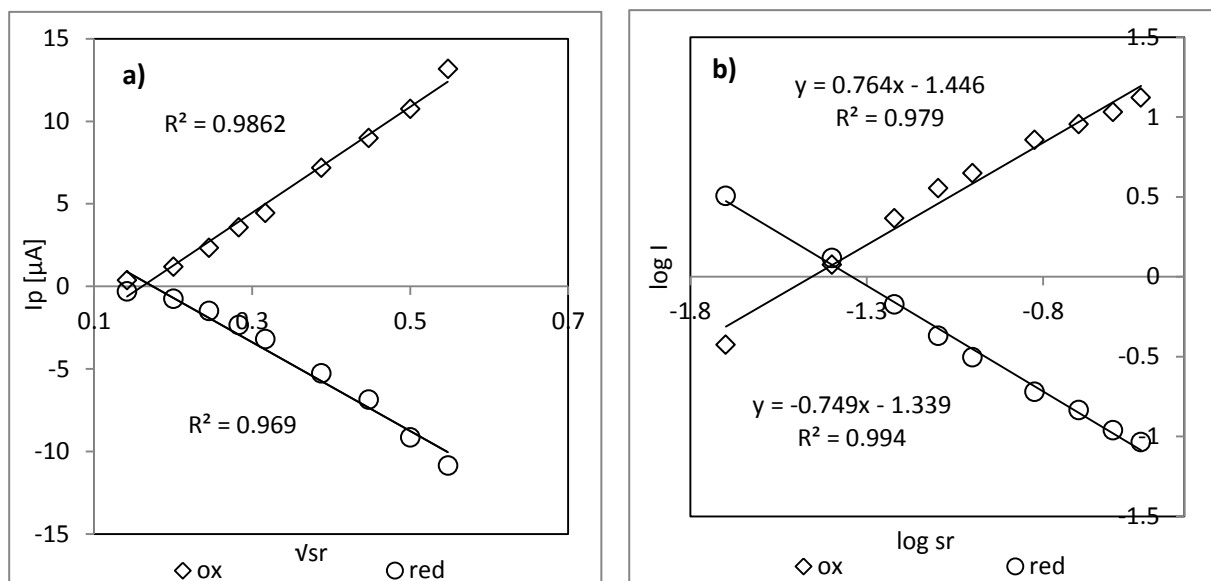 a)
Ip [µA]
15
10
5
0
-5
-10
-15
0.1
0.3
0.5
0.7
R² = 0.9862
R² = 0.969
√sr
ox
red
b)
log I
1.5
1
0.5
0
-0.5
-1
-1.5
-1.8
-1.3
-0.8
y = 0.764x - 1.446
R² = 0.979
y = -0.749x - 1.339
R² = 0.994
log sr
ox
red